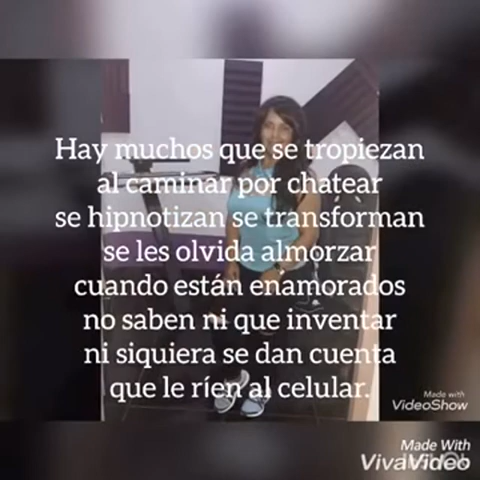 Hay muchos que se tropiezan
al caminar por chatear
se hipnotizan se transforman
se les olvida almorzar
cuando están enamorados
no saben ni que inventar
ni siquiera se dan cuenta
que le ríen al celular.
Made with
VideoShow
Made With
VivaVideo